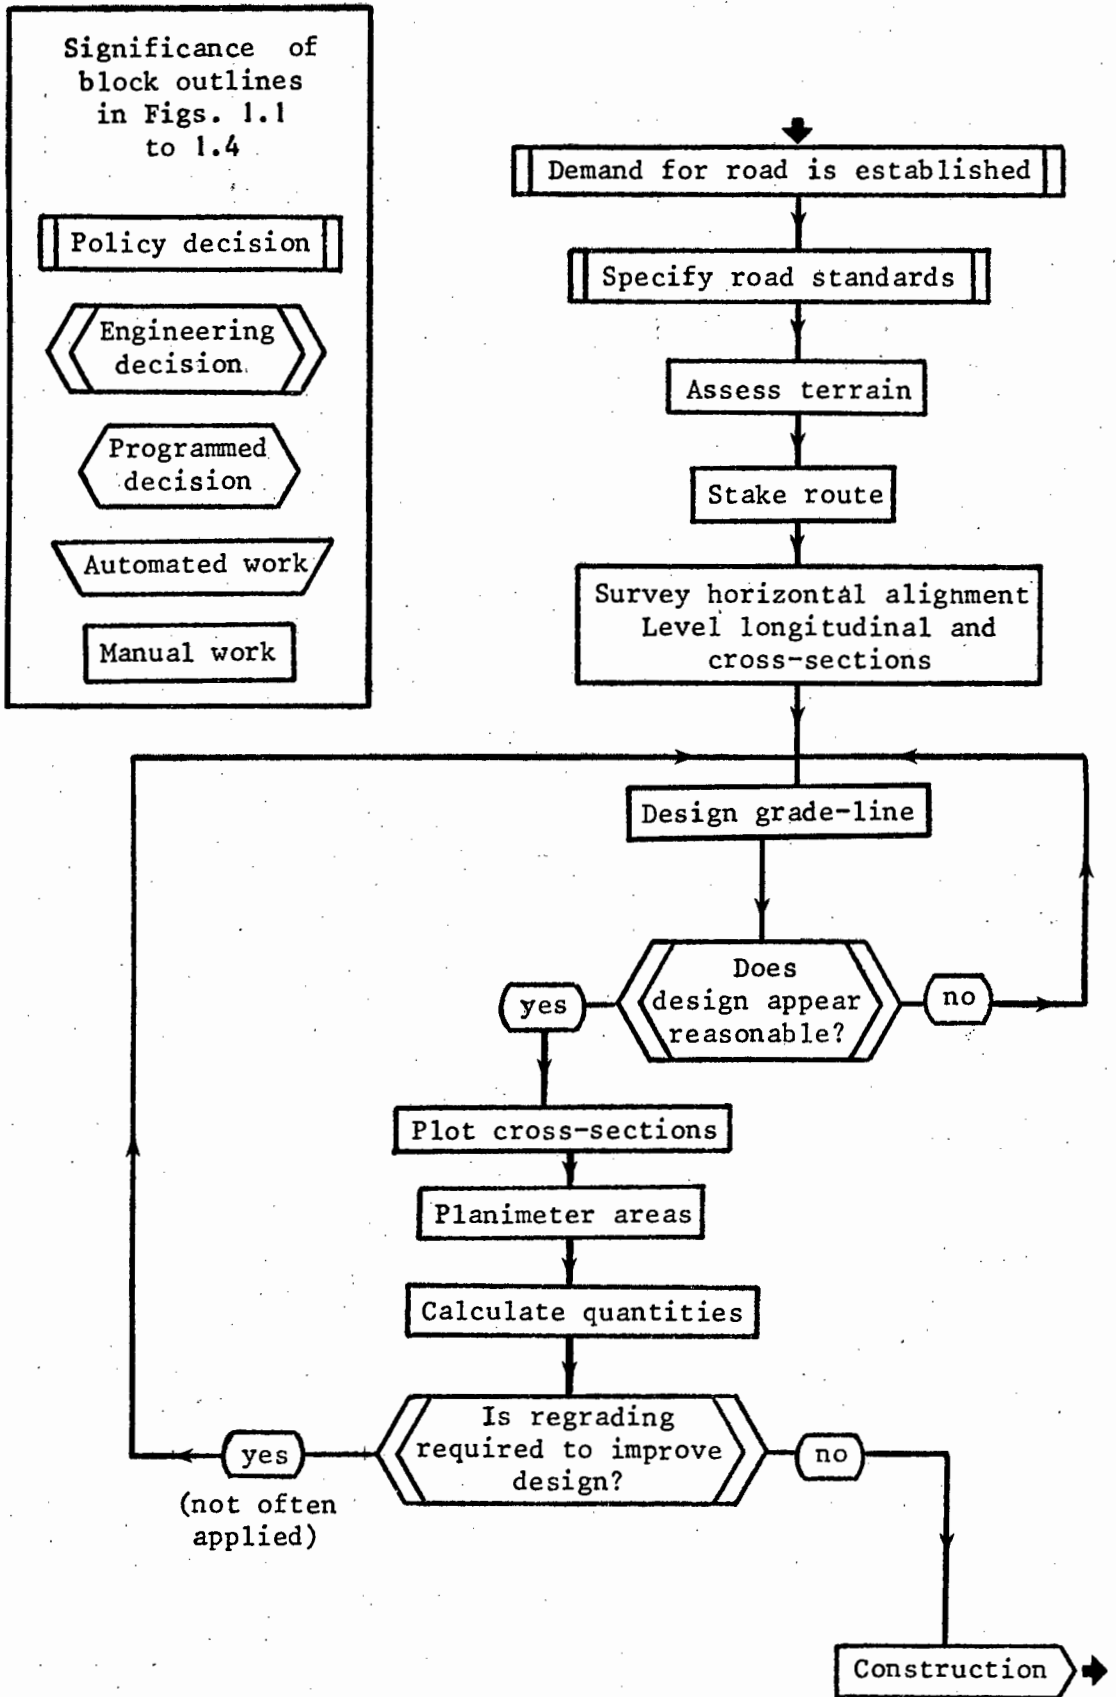 Significance of
block outlines
in Figs. 1.1
to 1.4
Policy decision
Engineering
decision
Programmed
decision
Automated work
Manual work
Demand for road is established
Specify road standards
Assess terrain
Stake route
Survey horizontal alignment
Level longitudinal and
cross-sections
Design grade-line
Does
design appear
reasonable?
yes
no
Plot cross-sections
Planimeter areas
Calculate quantities
Is regrading
required to improve
design?
yes
(not often
applied)
no
Construction